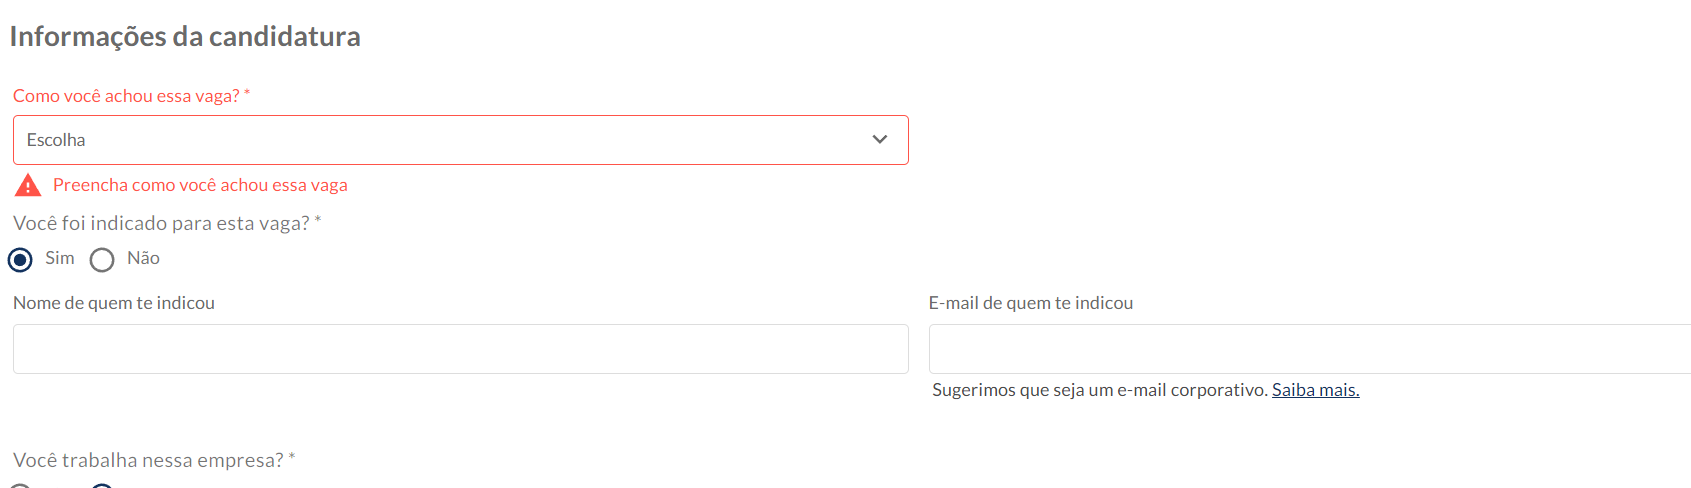 Informações da candidatura
Como você achou essa vaga? *
Escolha
Preencha como você achou essa vaga
Você foi indicado para esta vaga? *
Sim Não
Nome de quem te indicou
E-mail de quem te indicou
Sugerimos que seja um e-mail corporativo. Saiba mais.
Você trabalha nessa empresa? *